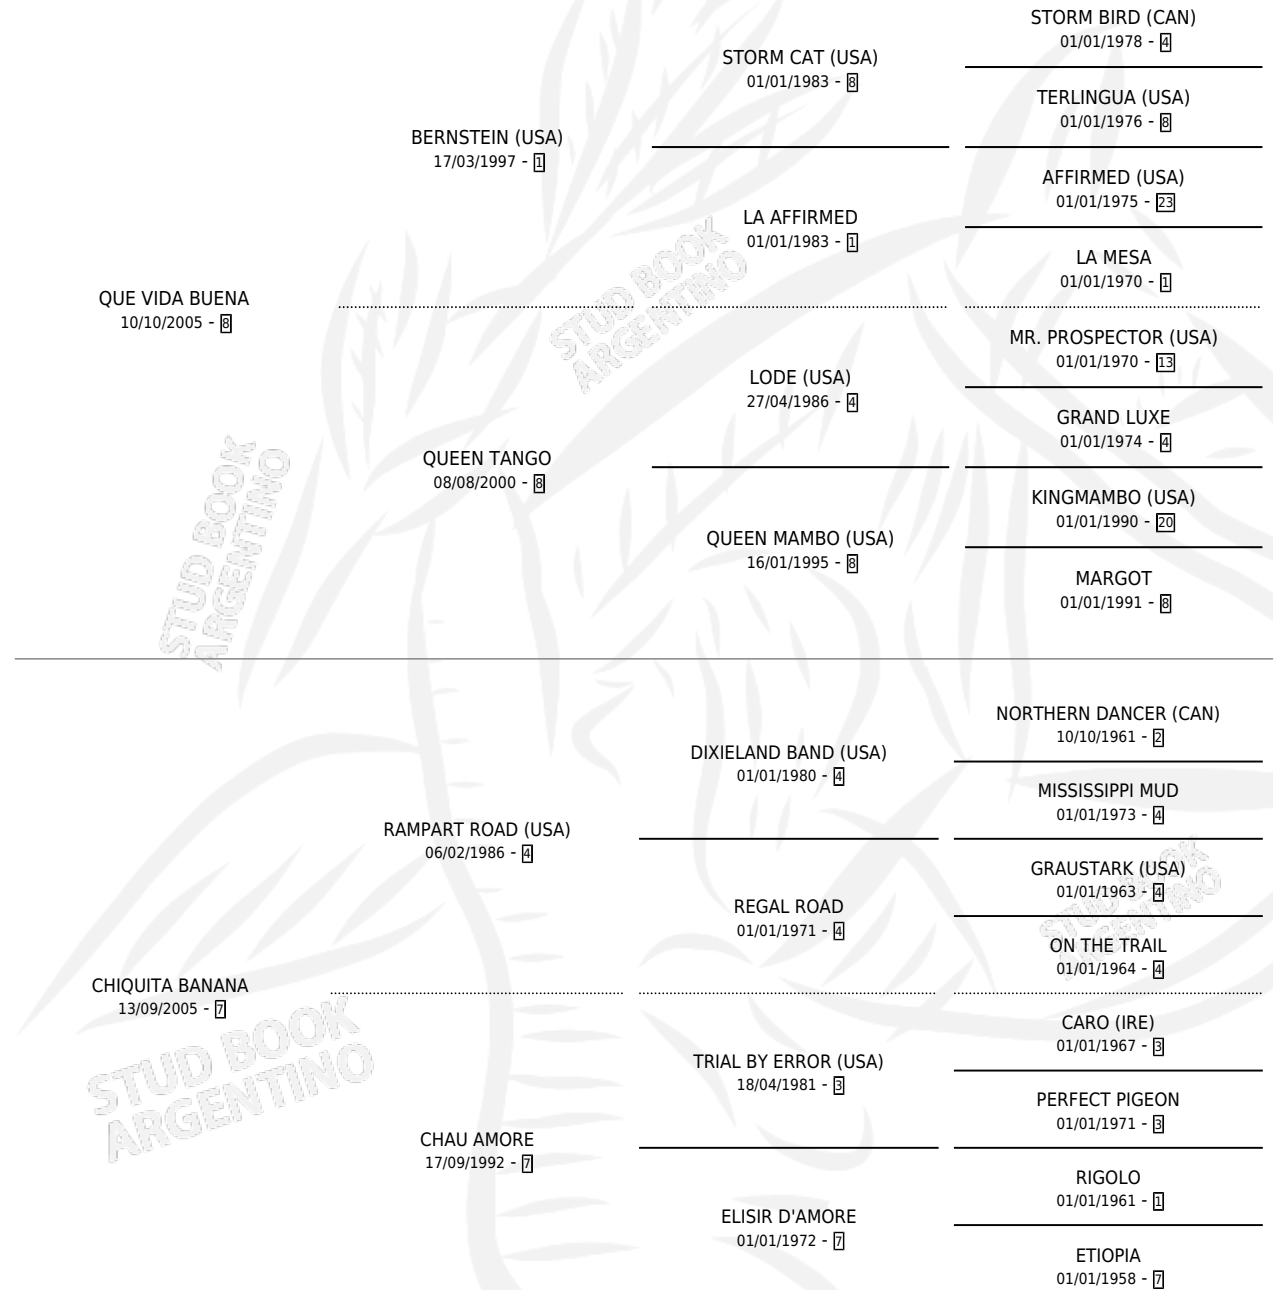 STORM BIRD (CAN)
01/01/1978 - 4
STORM CAT (USA)
01/01/1983 - 8
TERLINGUA (USA)
01/01/1976 - 8
BERNSTEIN (USA)
17/03/1997 - 1
AFFIRMED (USA)
01/01/1975 - 23
LA AFFIRMED
01/01/1983 - 1
LA MESA
01/01/1970 - 1
QUE VIDA BUENA
10/10/2005 - 8
MR. PROSPECTOR (USA)
01/01/1970 - 13
LODE (USA)
27/04/1986 - 4
GRAND LUXE
01/01/1974 - 4
QUEEN TANGO
08/08/2000 - 8
KINGMAMBO (USA)
01/01/1990 - 20
QUEEN MAMBO (USA)
16/01/1995 - 8
MARGOT
01/01/1991 - 8
NORTHERN DANCER (CAN)
10/10/1961 - 2
DIXIELAND BAND (USA)
01/01/1980 - 4
MISSISSIPPI MUD
01/01/1973 - 4
RAMPART ROAD (USA)
06/02/1986 - 4
GRAUSTARK (USA)
01/01/1963 - 4
REGAL ROAD
01/01/1971 - 4
ON THE TRAIL
01/01/1964 - 4
CHIQUITA BANANA
13/09/2005 - 7
CARO (IRE)
01/01/1967 - 3
TRIAL BY ERROR (USA)
18/04/1981 - 3
PERFECT PIGEON
01/01/1971 - 3
CHAU AMORE
17/09/1992 - 7
RIGOLO
01/01/1961 - 1
ELISIR D'AMORE
01/01/1972 - 7
ETIOPIA
01/01/1958 - 7
STUD BOOK
ARGENTINO
STUD BOOK
ARGENTINO
STUD BOOK
ARGENTINO
STUD BOOK
ARGENTINO